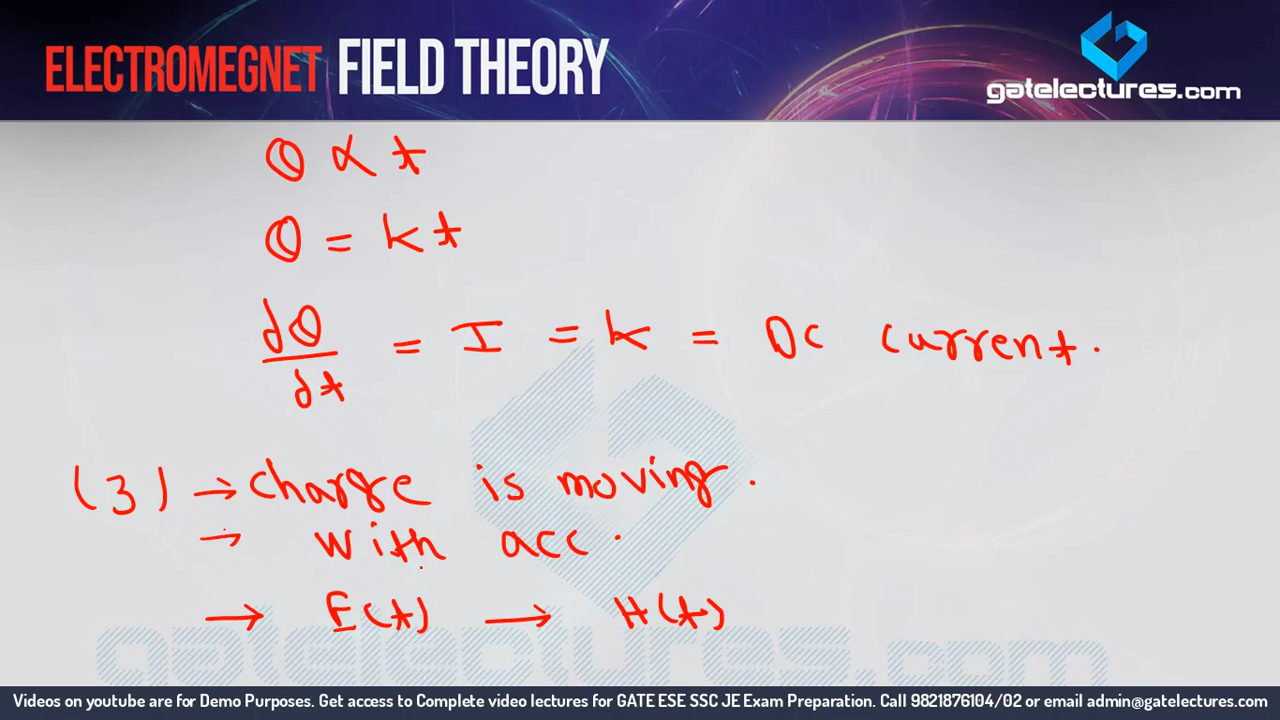 ELECTROMEGNET FIELD THEORY
gatelectures.com
Q ∝ t
Q = kt
dQ/dt = I = k = DC current.
(3) → charge is moving.
→ with acc.
→ E(t) → H(t)
gatelectures.com
Videos on youtube are for Demo Purposes. Get access to Complete video lectures for GATE ESE SSC JE Exam Preparation. Call 9821876104/02 or email admin@gatelectures.com